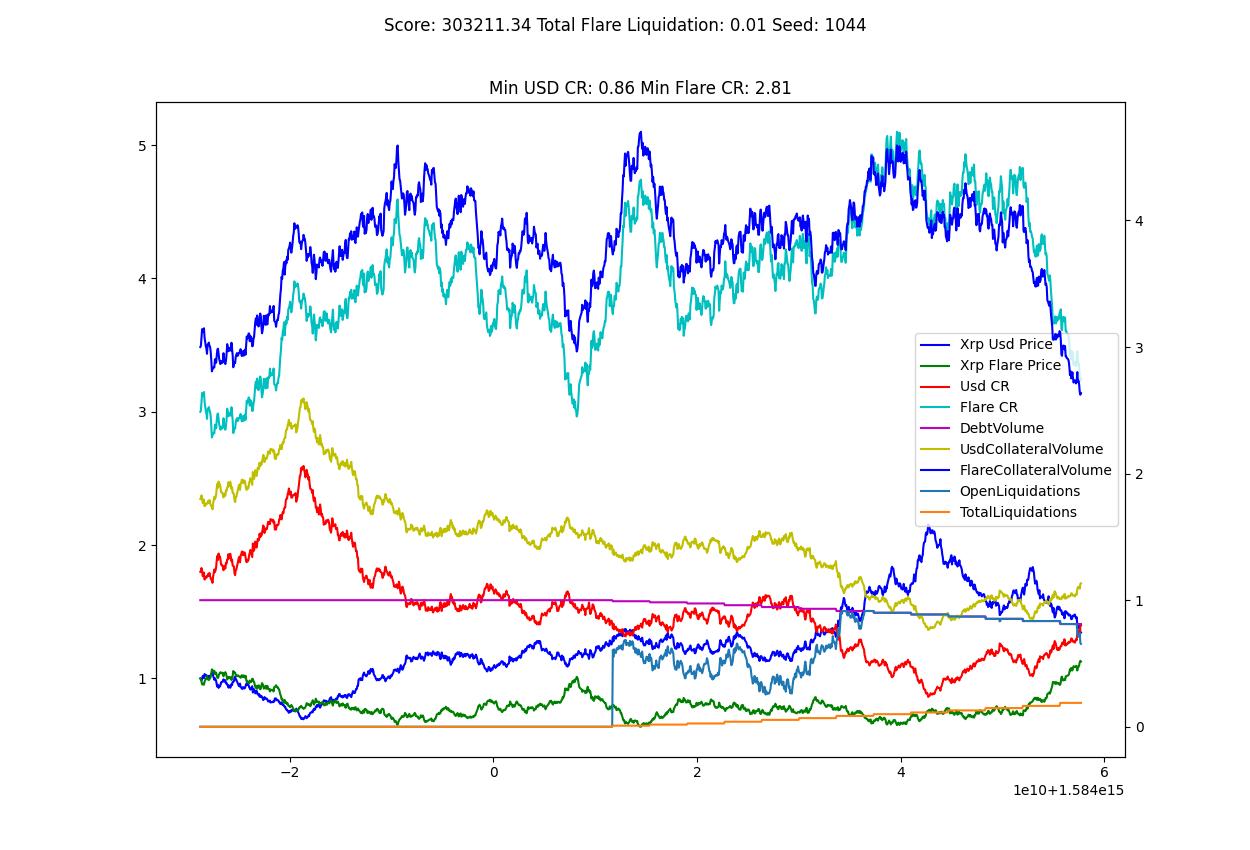 Score: 303211.34 Total Flare Liquidation: 0.01 Seed: 1044
Min USD CR: 0.86 Min Flare CR: 2.81
5
4
3
2
1
4
3
2
1
0
Xrp Usd Price
Xrp Flare Price
Usd CR
Flare CR
DebtVolume
UsdCollateralVolume
FlareCollateralVolume
OpenLiquidations
TotalLiquidations
−2 0 2 4 6
1e10+1.584e15